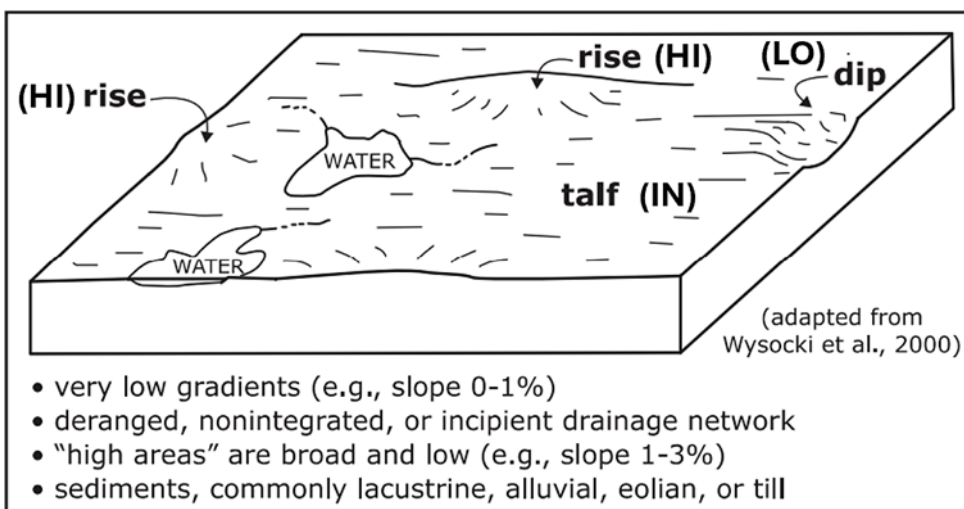 rise (HI)
(LO)
dip
(HI) rise
WATER
talf (IN)
WATER
(adapted from
Wysocki et al., 2000)
• very low gradients (e.g., slope 0-1%)
• deranged, nonintegrated, or incipient drainage network
• “high areas” are broad and low (e.g., slope 1-3%)
• sediments, commonly lacustrine, alluvial, eolian, or till